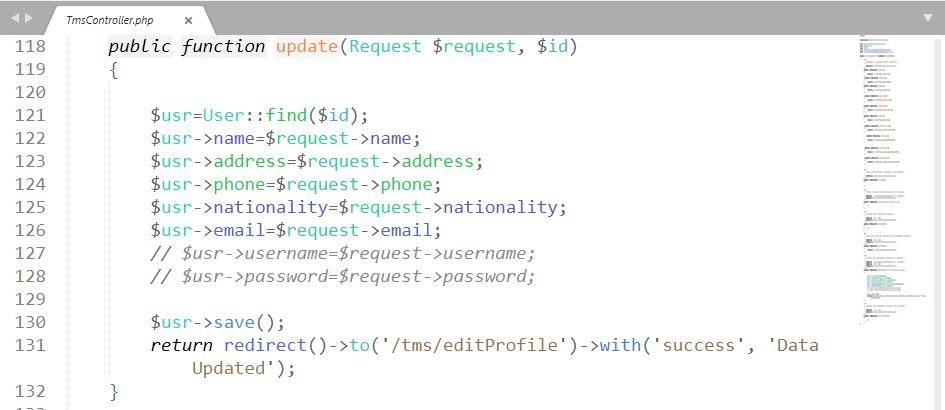 TmsController.php
118 public function update(Request $request, $id)
119 {
120
121 $usr=User::find($id);
122 $usr->name=$request->name;
123 $usr->address=$request->address;
124 $usr->phone=$request->phone;
125 $usr->nationality=$request->nationality;
126 $usr->email=$request->email;
127 // $usr->username=$request->username;
128 // $usr->password=$request->password;
129
130 $usr->save();
131 return redirect()->to('/tms/editProfile')->with('success', 'Data
Updated');
132 }